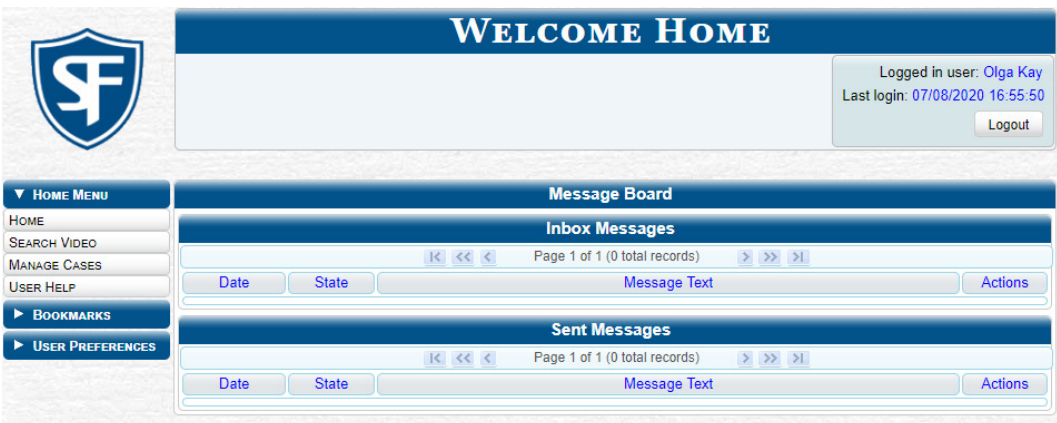 WELCOME HOME
SF
Logged in user: Olga Kay
Last login: 07/08/2020 16:55:50
Logout
▼ HOME MENU
HOME
SEARCH VIDEO
MANAGE CASES
USER HELP
► BOOKMARKS
► USER PREFERENCES
Message Board
Inbox Messages
|< << < Page 1 of 1 (0 total records) > >> >|
Date State Message Text Actions
Sent Messages
|< << < Page 1 of 1 (0 total records) > >> >|
Date State Message Text Actions